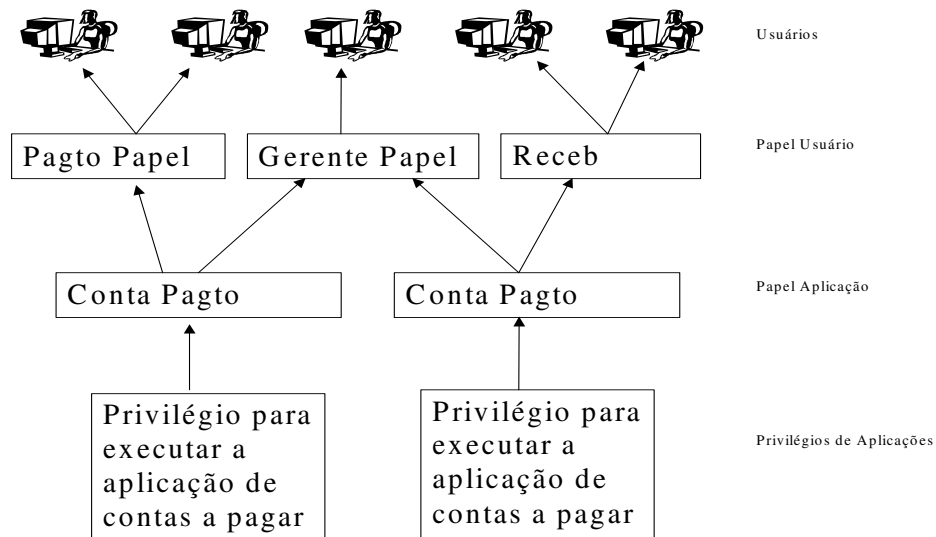 Usuários
Pagto Papel
Gerente Papel
Receb
Papel Usuário
Conta Pagto
Conta Pagto
Papel Aplicação
Privilégio para
executar a
aplicação de
contas a pagar
Privilégio para
executar a
aplicação de
contas a pagar
Privilégios de Aplicações